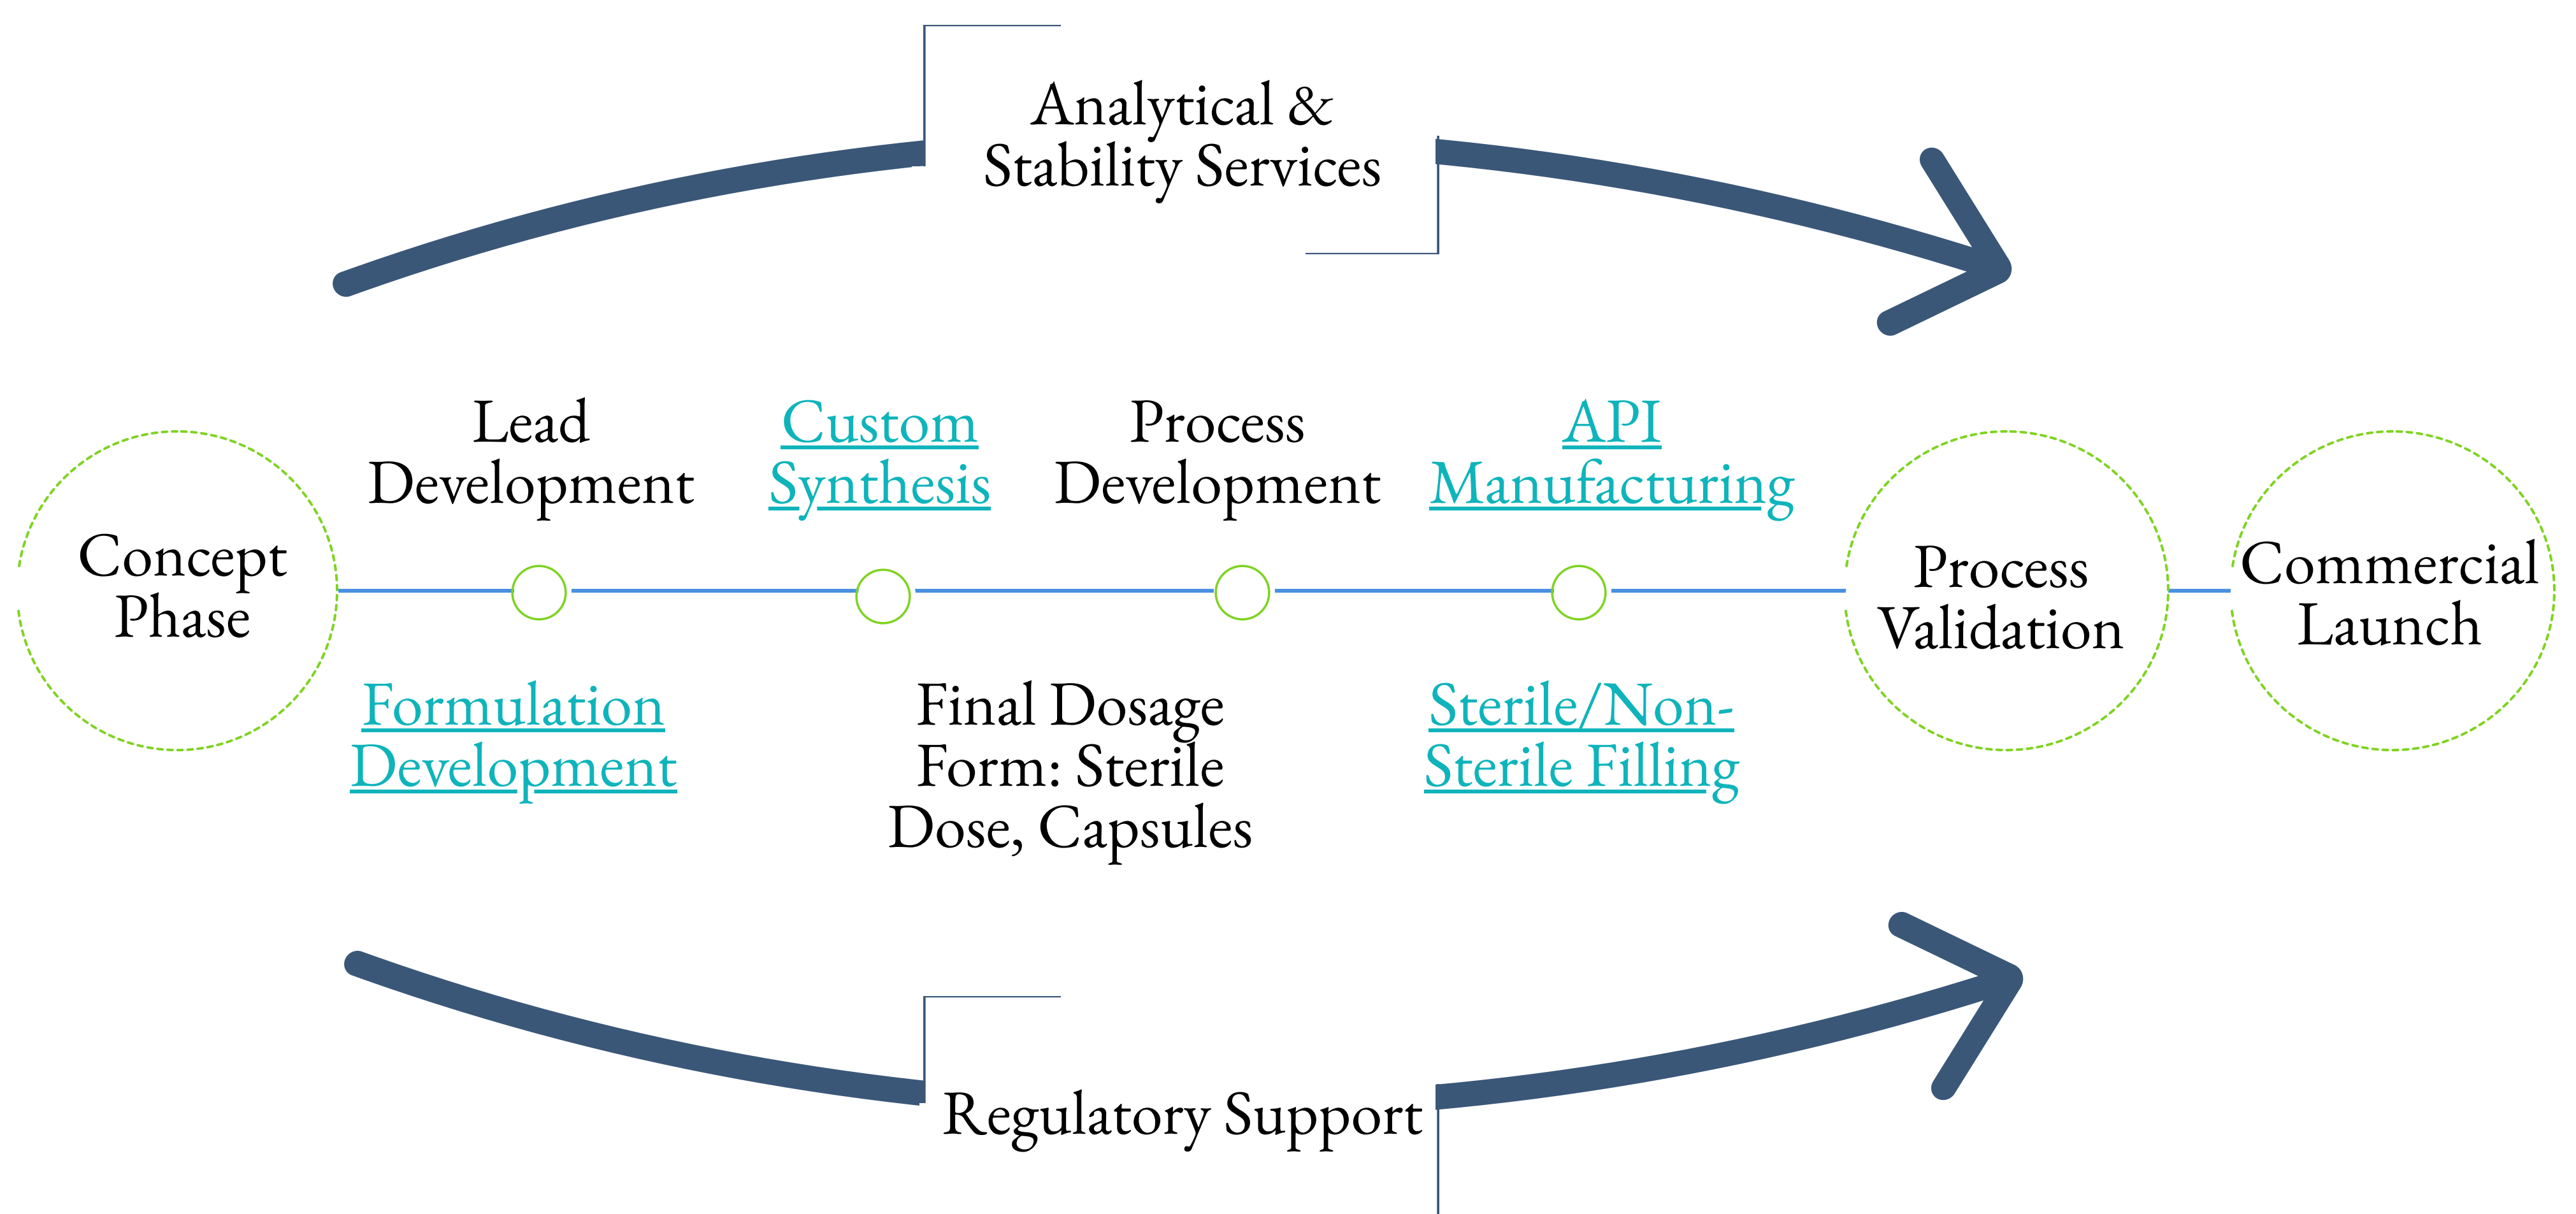 Analytical &
Stability Services
Lead
Development
Custom
Synthesis
Process
Development
API
Manufacturing
Concept
Phase
Process
Validation
Commercial
Launch
Formulation
Development
Final Dosage
Form: Sterile
Dose, Capsules
Sterile/Non-
Sterile Filling
Regulatory Support